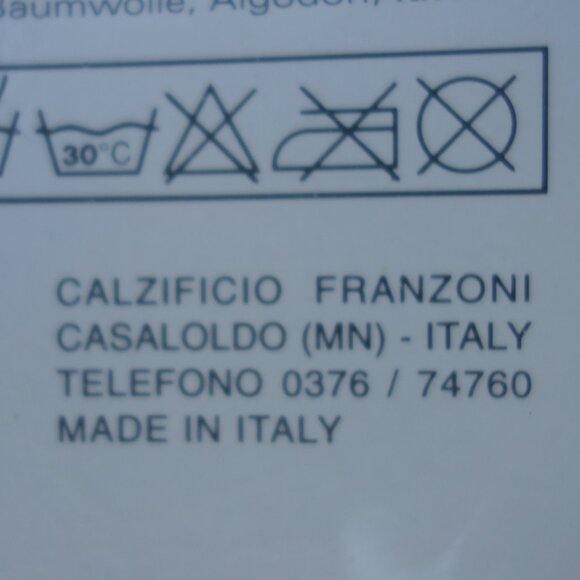 Baumwolle, Algodon,
30°C
CALZIFICIO FRANZONI
CASALOLDO (MN) - ITALY
TELEFONO 0376 / 74760
MADE IN ITALY